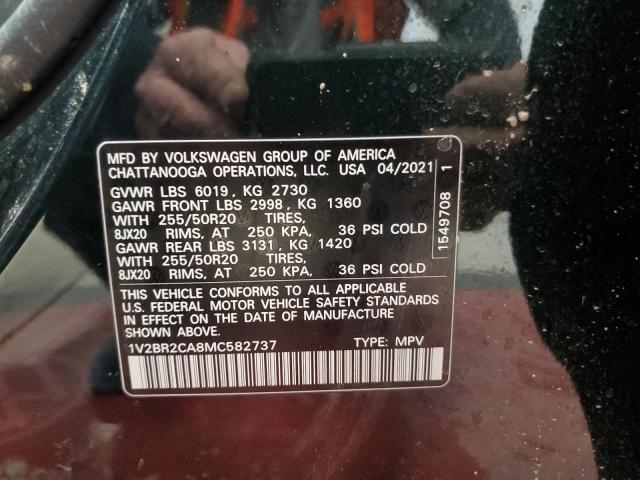 MFD BY VOLKSWAGEN GROUP OF AMERICA
CHATTANOOGA OPERATIONS, LLC. USA 04/2021
GVWR LBS 6019, KG 2730
GAWR FRONT LBS 2998, KG 1360
WITH 255/50R20 TIRES,
8JX20 RIMS, AT 250 KPA, 36 PSI COLD
GAWR REAR LBS 3131, KG 1420
WITH 255/50R20 TIRES,
8JX20 RIMS, AT 250 KPA, 36 PSI COLD
THIS VEHICLE CONFORMS TO ALL APPLICABLE
U.S. FEDERAL MOTOR VEHICLE SAFETY STANDARDS
IN EFFECT ON THE DATE OF MANUFACTURE
SHOWN ABOVE.
1V2BR2CA8MC582737 TYPE: MPV
1549708 1